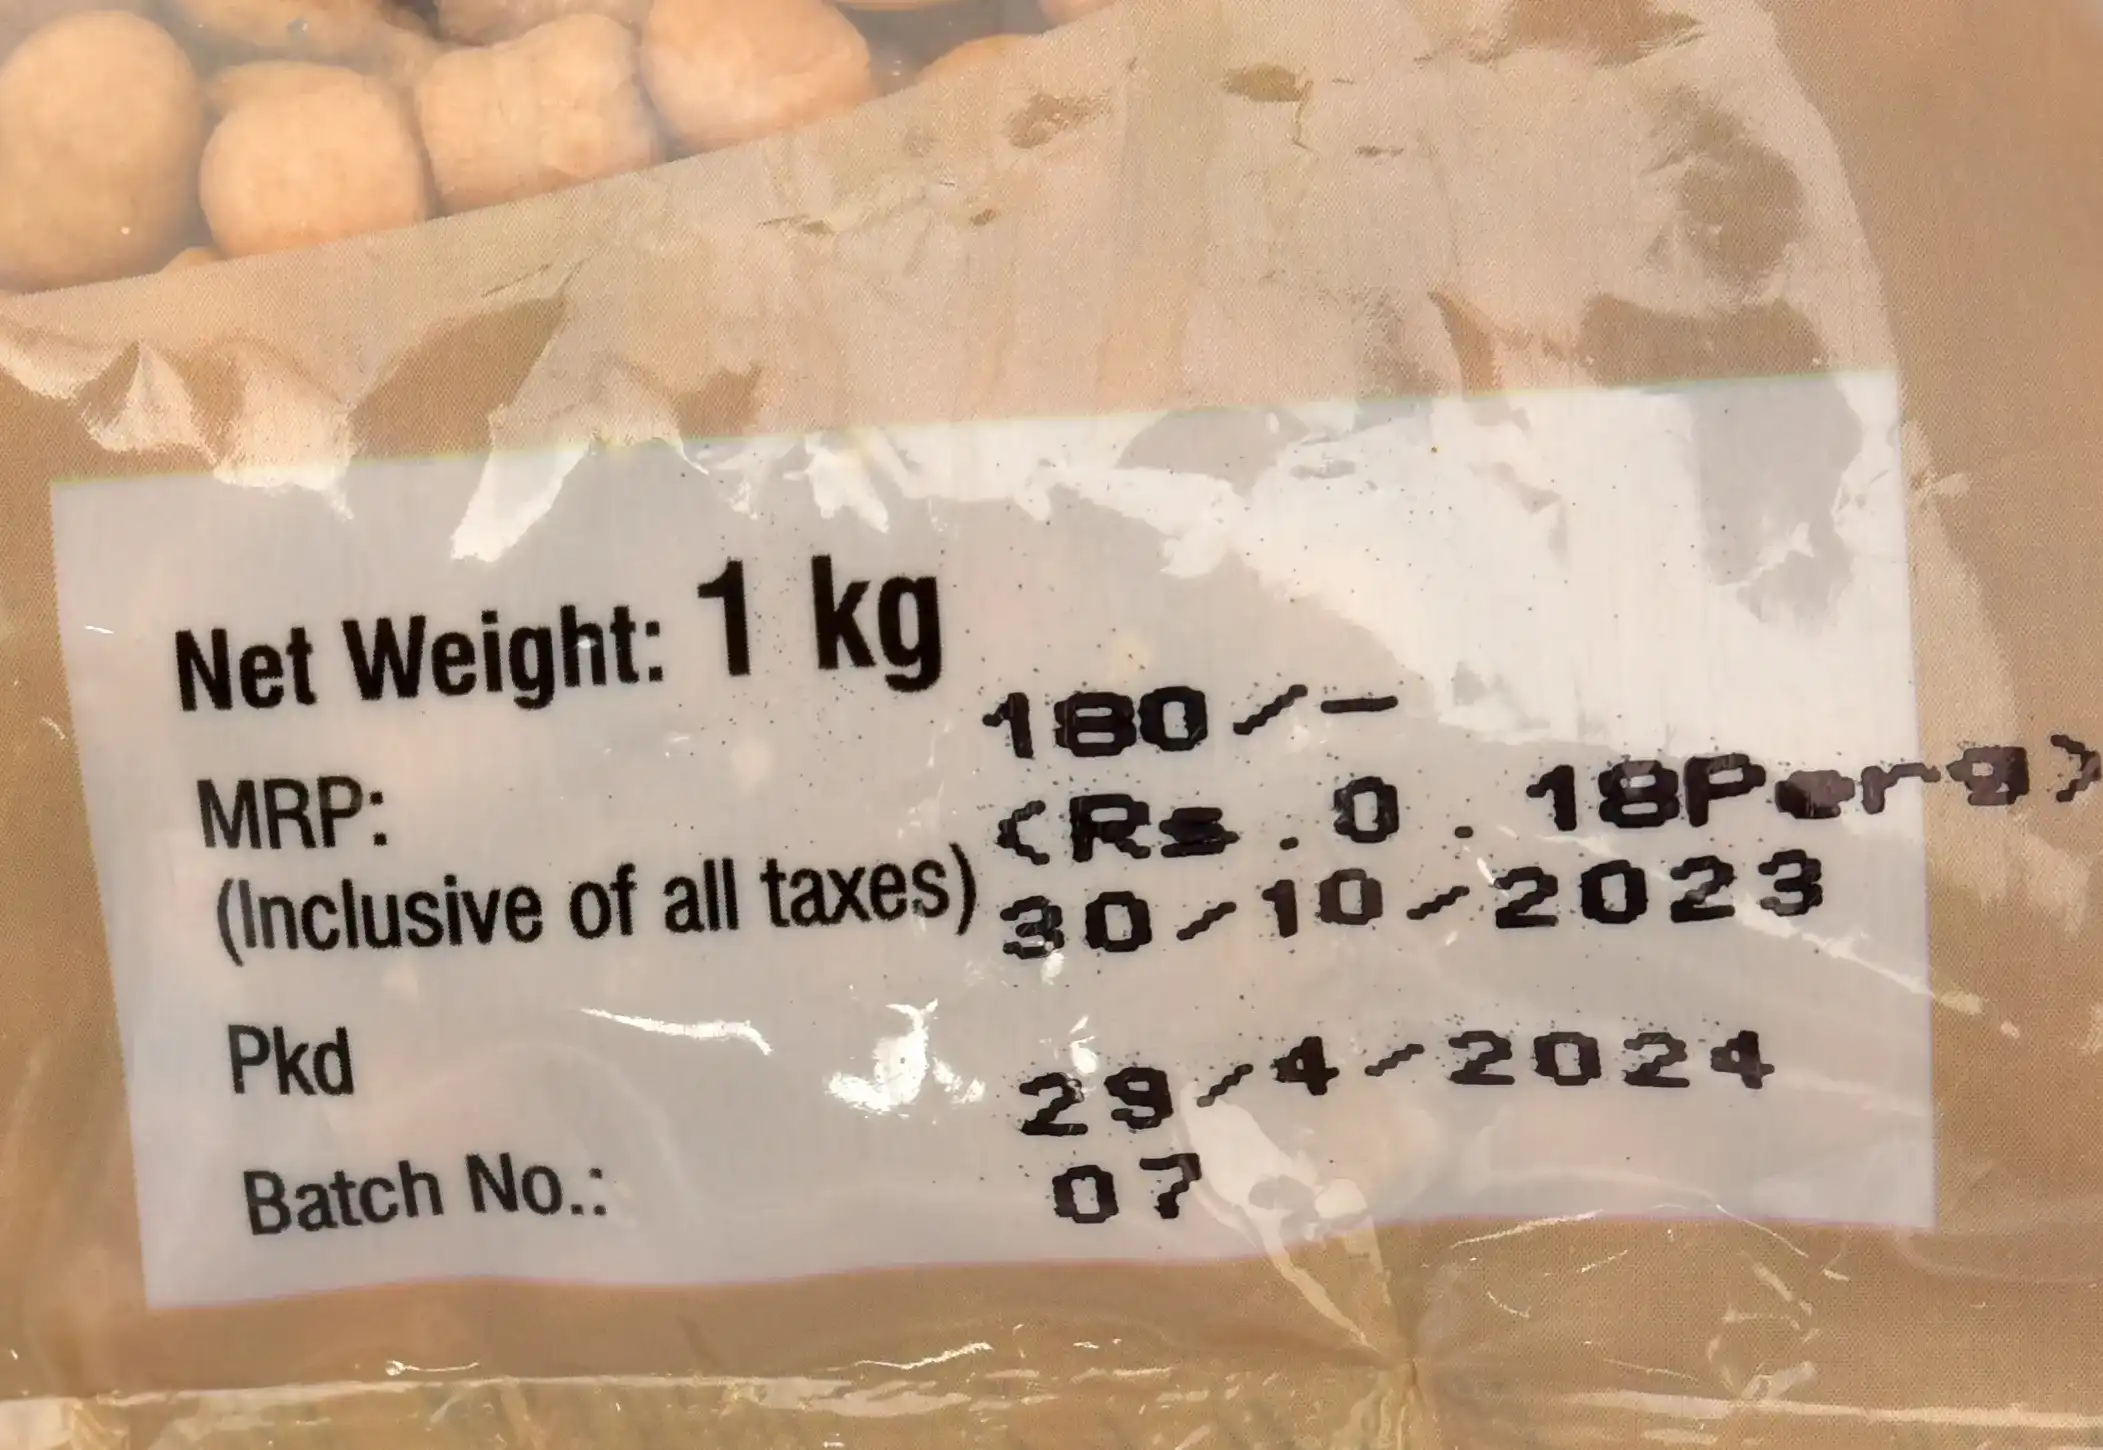 Net Weight: 1 kg
180/-
MRP:
(Rs.0.18Perg)
(Inclusive of all taxes)
30/10/2023
Pkd
29/4/2024
Batch No.:
07